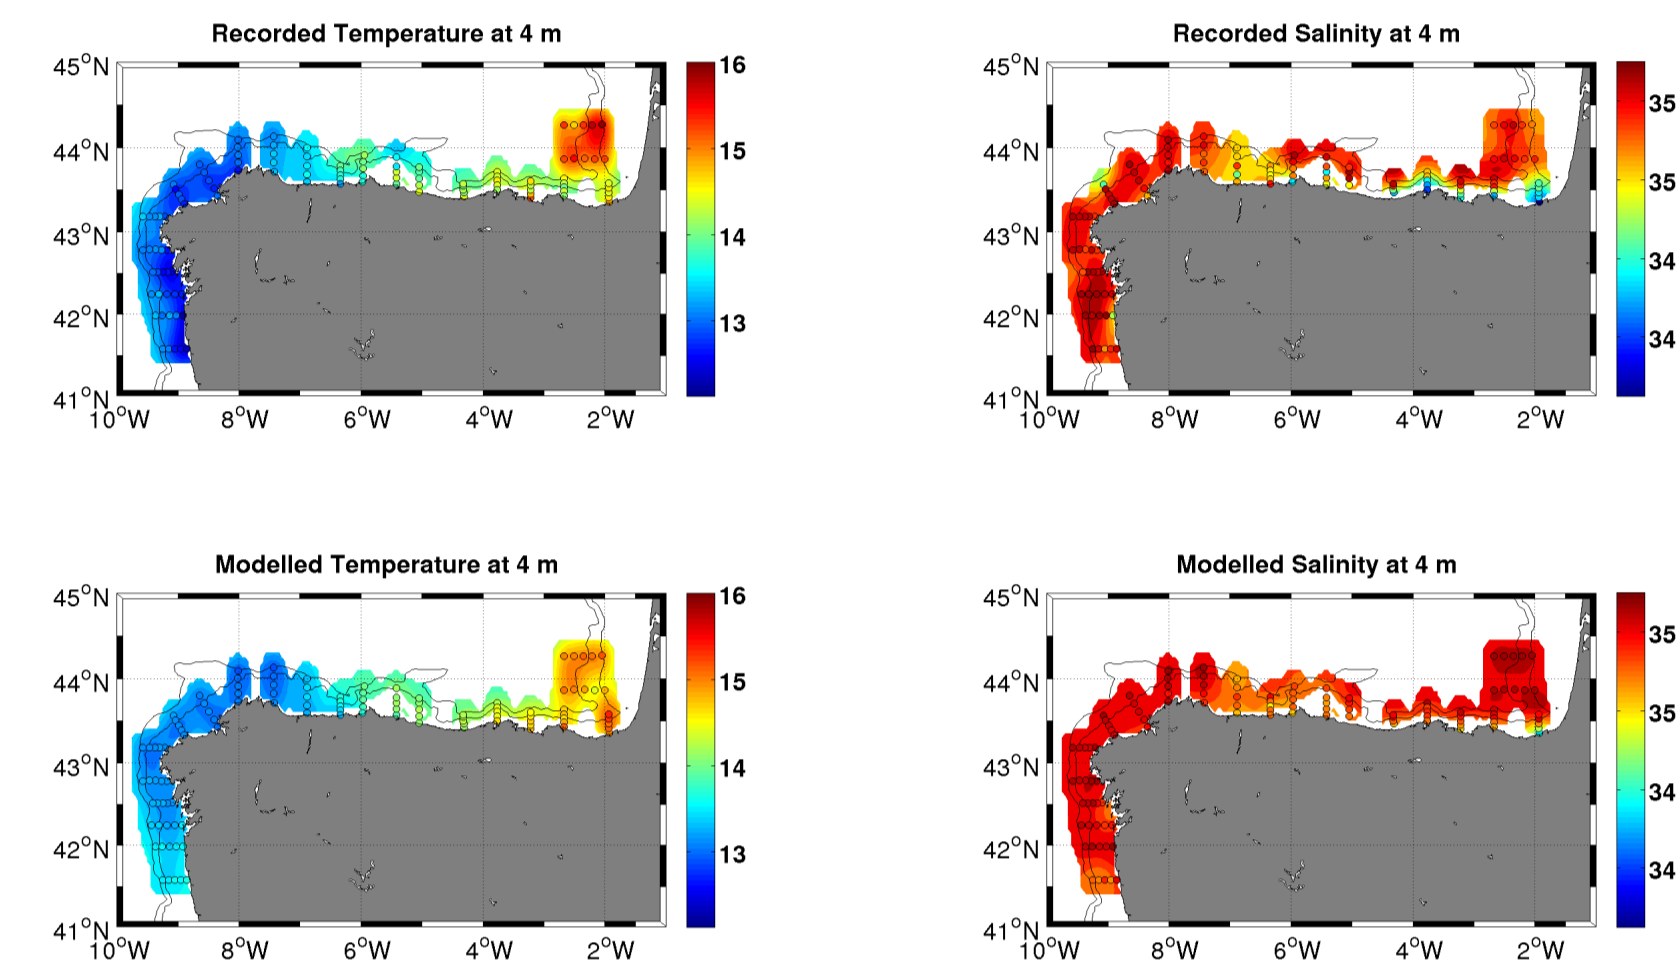 Recorded Temperature at 4 m
45°N
44°N
43°N
42°N
41°N
10°W 8°W 6°W 4°W 2°W
16
15
14
13
Recorded Salinity at 4 m
45°N
44°N
43°N
42°N
41°N
10°W 8°W 6°W 4°W 2°W
35
35
34
34
Modelled Temperature at 4 m
45°N
44°N
43°N
42°N
41°N
10°W 8°W 6°W 4°W 2°W
16
15
14
13
Modelled Salinity at 4 m
45°N
44°N
43°N
42°N
41°N
10°W 8°W 6°W 4°W 2°W
35
35
34
34